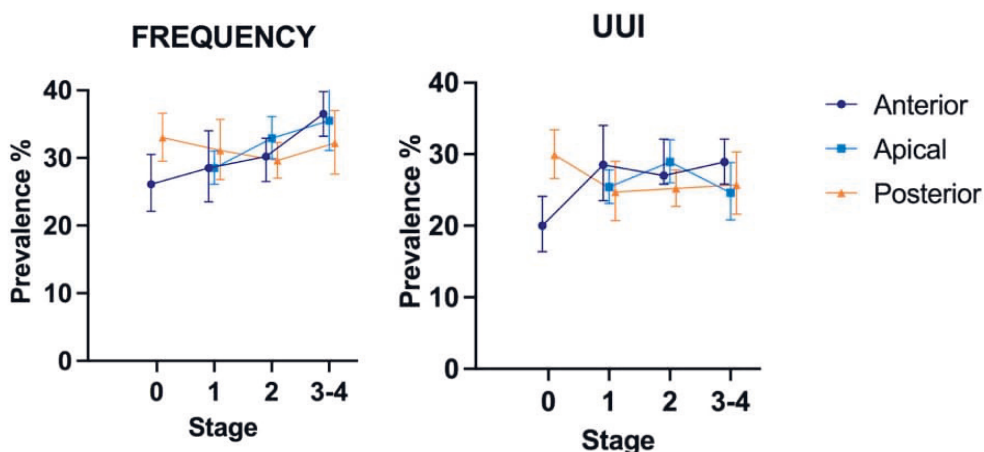 FREQUENCY
Prevalence %
40
30
20
30
0
0 1 2 3-4
Stage
UUI
Prevalence %
40
30
20
10
0
0 1 2 3-4
Stage
Anterior
Apical
Posterior